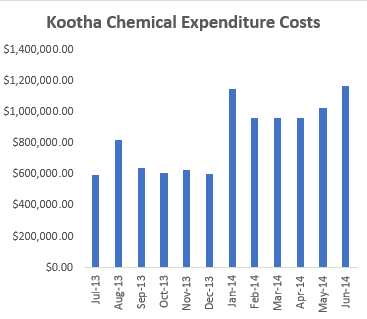 Kootha Chemical Expenditure Costs
$1,400,000.00
$1,200,000.00
$1,000,000.00
$800,000.00
$600,000.00
$400,000.00
$200,000.00
$0.00
Jul-13
Aug-13
Sep-13
Oct-13
Nov-13
Dec-13
Jan-14
Feb-14
Mar-14
Apr-14
May-14
Jun-14